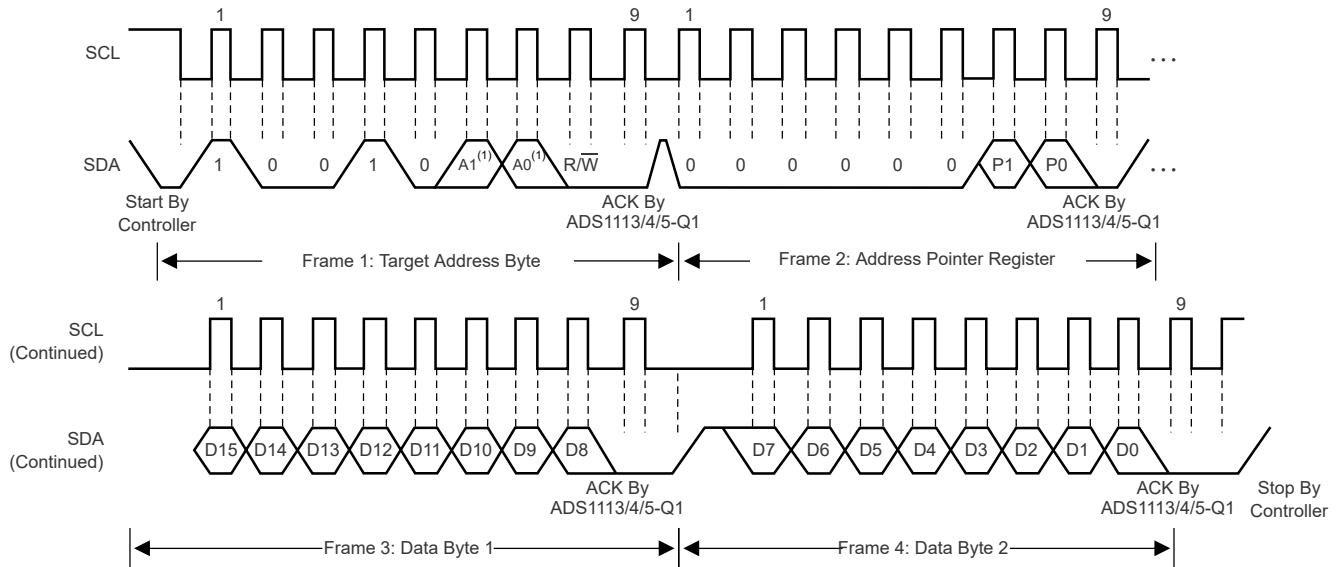 1 9 1 9
SCL
...
SDA
1 0 0 1 0 A1(1) A0(1) R/W̅ 0 0 0 0 0 0 P1 P0
...
Start By
Controller
ACK By
ADS1113/4/5-Q1
ACK By
ADS1113/4/5-Q1
Frame 1: Target Address Byte
Frame 2: Address Pointer Register
1 9 1 9
SCL
(Continued)
SDA
(Continued)
D15 D14 D13 D12 D11 D10 D9 D8 D7 D6 D5 D4 D3 D2 D1 D0
ACK By
ADS1113/4/5-Q1
ACK By
ADS1113/4/5-Q1
Stop By
Controller
Frame 3: Data Byte 1
Frame 4: Data Byte 2